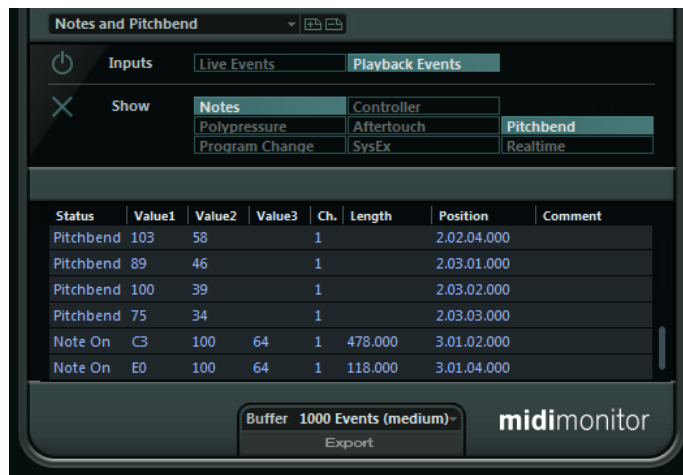 Notes and Pitchbend
Inputs Live Events Playback Events
Show Notes Controller
Polypressure Aftertouch Pitchbend
Program Change SysEx Realtime
Status Value1 Value2 Value3 Ch. Length Position Comment
Pitchbend 103 58 1 2.02.04.000
Pitchbend 89 46 1 2.03.01.000
Pitchbend 100 39 1 2.03.02.000
Pitchbend 75 34 1 2.03.03.000
Note On C3 100 64 1 478.000 3.01.02.000
Note On E0 100 64 1 118.000 3.01.04.000
Buffer 1000 Events (medium) midimonitor
Export